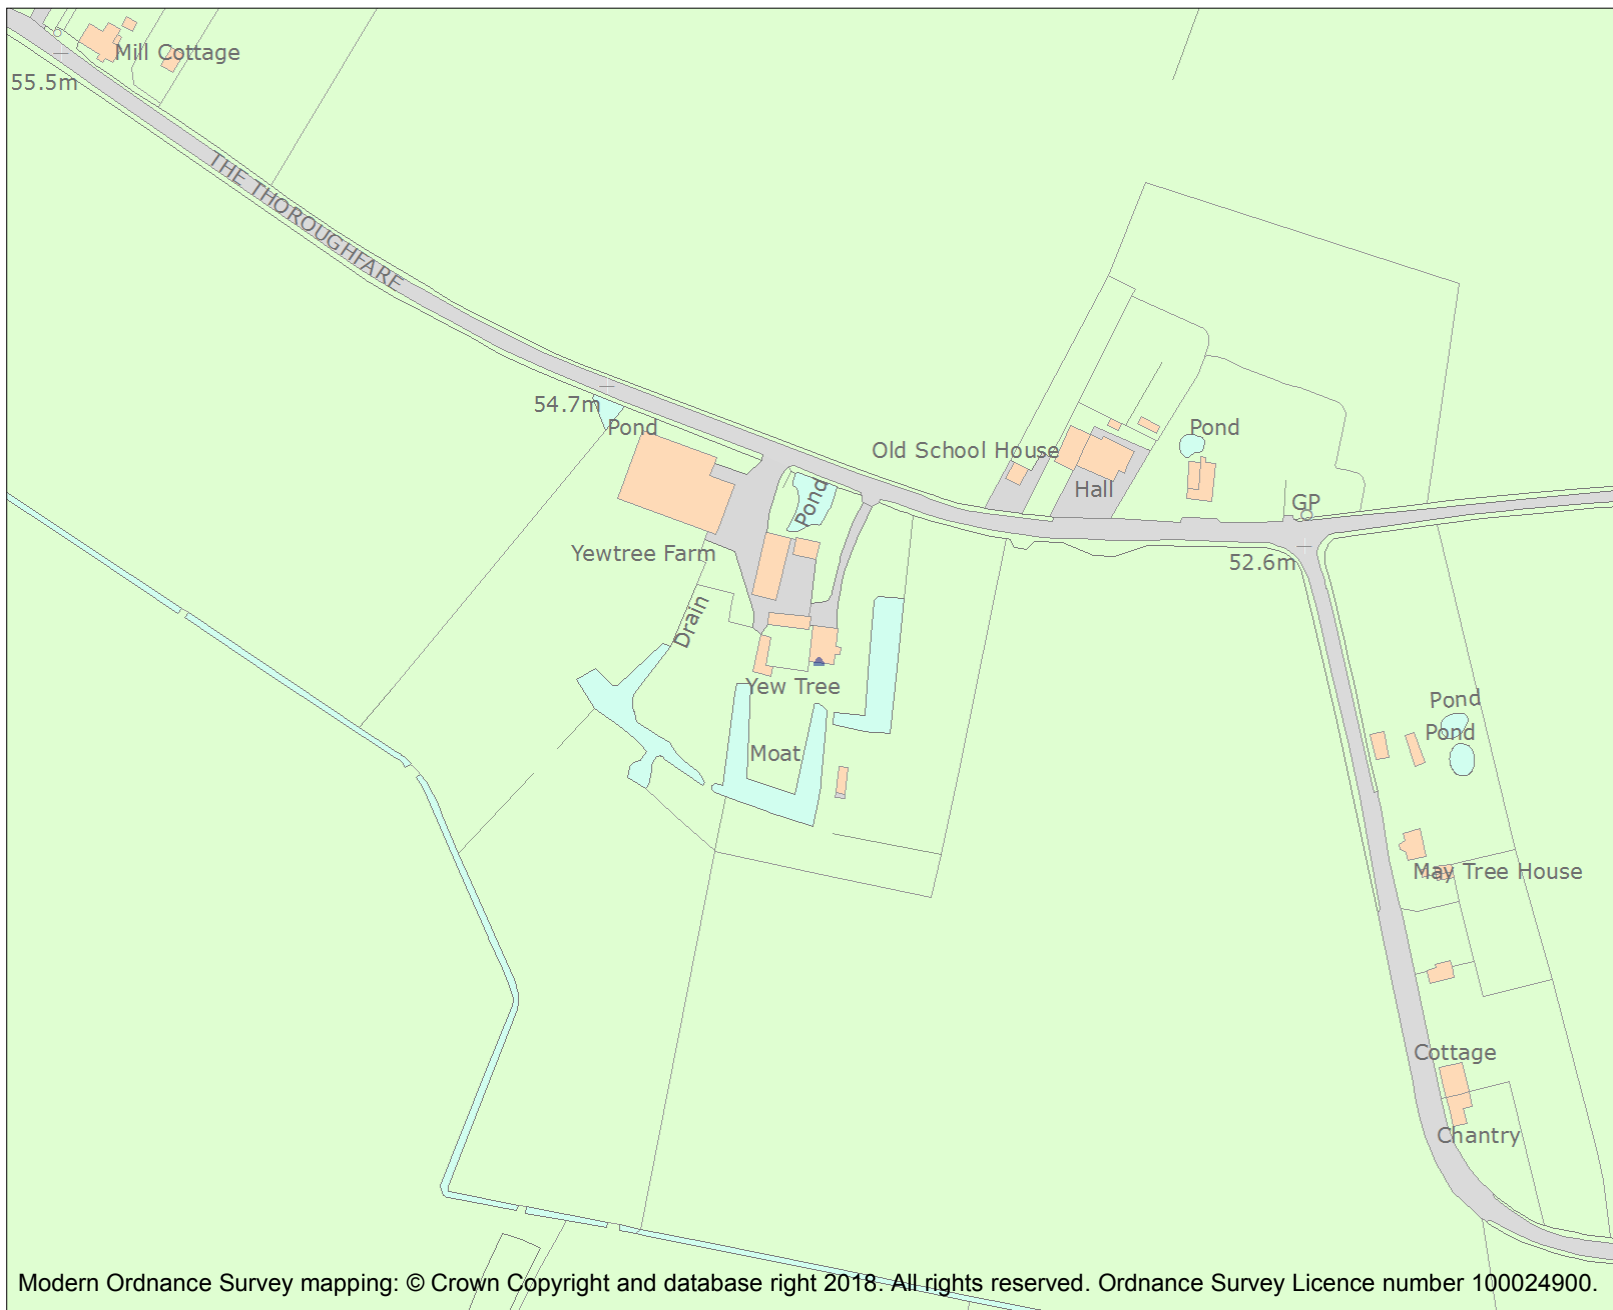 Mill Cottage
55.5m
THE THOROUGHFARE
54.7m
Pond
Old School House
Pond
Hall
Pond
GP
Yewtree Farm
52.6m
Drain
Yew Tree
Pond
Pond
Moat
May Tree House
Cottage
Chantry
Modern Ordnance Survey mapping: © Crown Copyright and database right 2018. All rights reserved. Ordnance Survey Licence number 100024900.